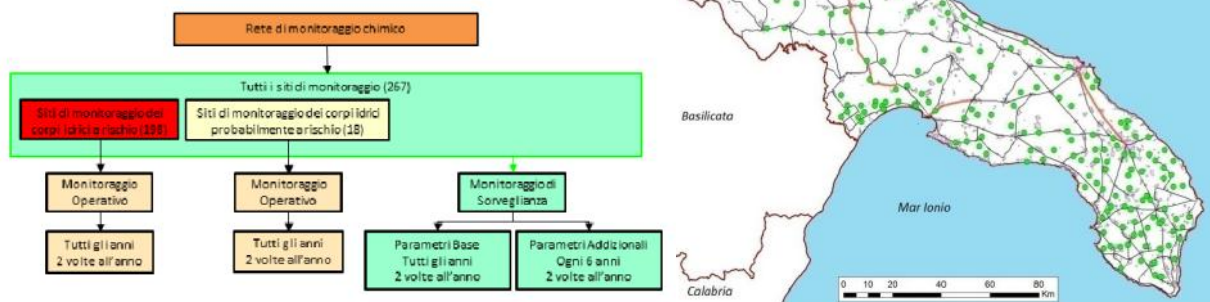 Rete di monitoraggio chimico
Tutti i siti di monitoraggio (267)
Siti di monitoraggio dei
corpi idrici a rischio
Siti di monitoraggio dei corpi idrici
probabilmente a rischio (18)
Monitoraggio
Operativo
Monitoraggio
Operativo
Monitoraggio di
Sorveglianza
Tutti gli anni
2 volte all'anno
Tutti gli anni
2 volte all'anno
Parametri Base
Tutti gli anni
2 volte all'anno
Parametri Addizionali
Ogni 6 anni
2 volte all'anno
Basilicata
Mar Ionio
Calabria
0 10 20 40 60 80
Km